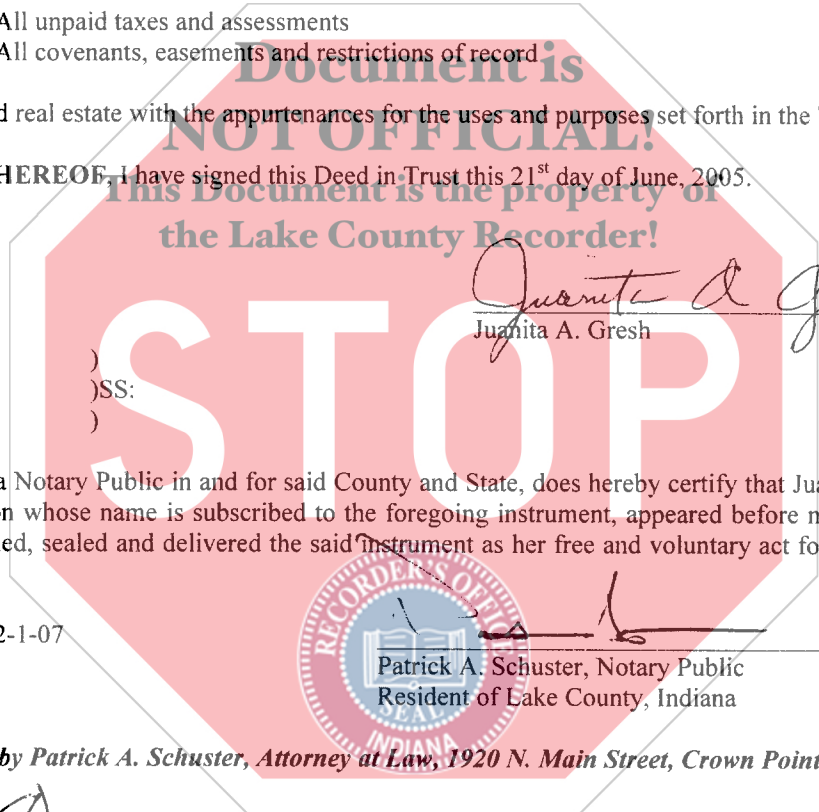 All unpaid taxes and assessments
All covenants, easements and restrictions of record
Document is
d real estate with the appurtenances for the uses and purposes set forth in the
NOT OFFICIAL!
HEREOF, I have signed this Deed in Trust this 21st day of June, 2005.
This Document is the property of
the Lake County Recorder!
Juanita A G
Juanita A. Gresh
)
)SS:
)
STOP
a Notary Public in and for said County and State, does hereby certify that Jua
n whose name is subscribed to the foregoing instrument, appeared before m
ed, sealed and delivered the said instrument as her free and voluntary act fo
RECORDER'S OFFICE
2-1-07
Patrick A. Schuster, Notary Public
Resident of Lake County, Indiana
SEAL
INDIANA
by Patrick A. Schuster, Attorney at Law, 1920 N. Main Street, Crown Point